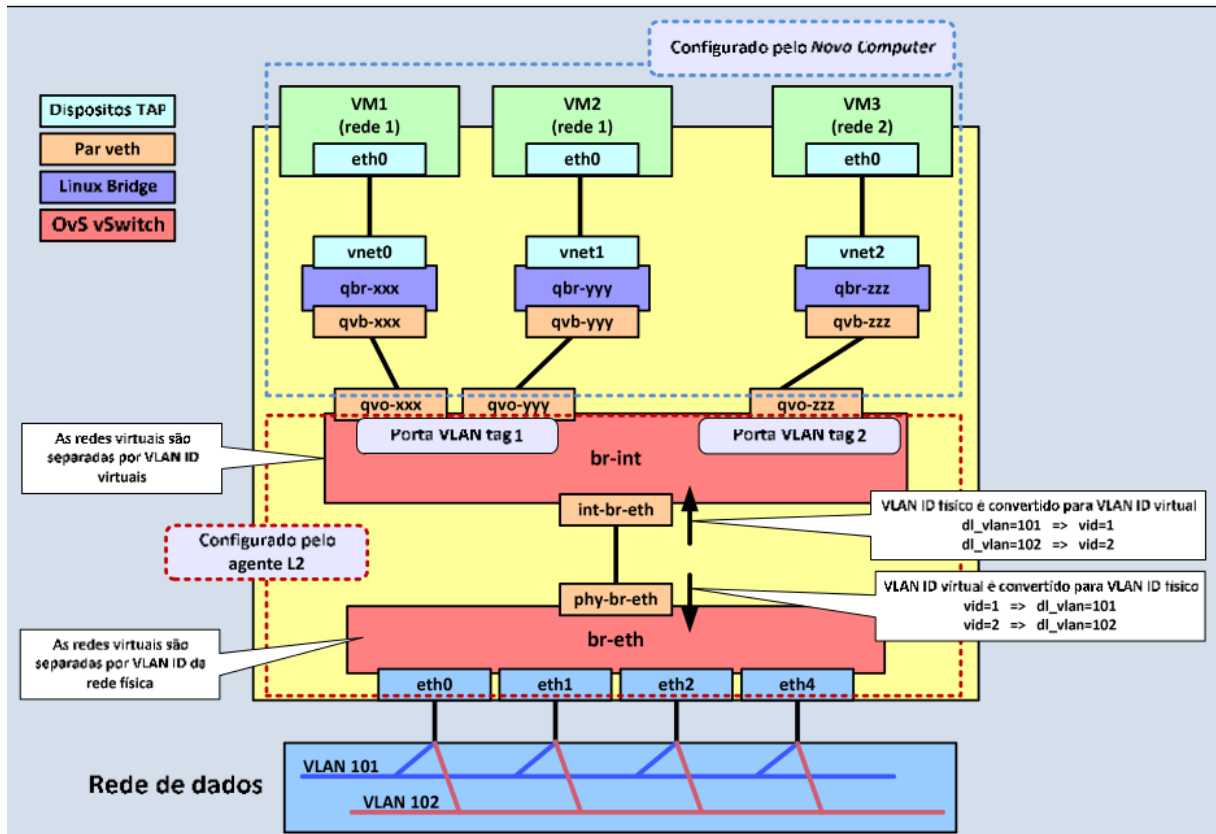 Configurado pelo Nova Computer
Dispositos TAP
Par veth
Linux Bridge
OvS vSwitch
VM1
(rede 1)
eth0
VM2
(rede 1)
eth0
VM3
(rede 2)
eth0
vnet0
qbr-xxx
qvb-xxx
vnet1
qbr-yyy
qvb-yyy
vnet2
qbr-zzz
qvb-zzz
qvo-xxx
qvo-yyy
qvo-zzz
Porta VLAN tag 1
Porta VLAN tag 2
br-int
As redes virtuais são
separadas por VLAN ID
virtuais
int-br-eth
VLAN ID físico é convertido para VLAN ID virtual
dl_vlan=101 => vid=1
dl_vlan=102 => vid=2
Configurado pelo
agente L2
phy-br-eth
VLAN ID virtual é convertido para VLAN ID físico
vid=1 => dl_vlan=101
vid=2 => dl_vlan=102
br-eth
As redes virtuais são
separadas por VLAN ID da
rede física
eth0
eth1
eth2
eth4
Rede de dados
VLAN 101
VLAN 102